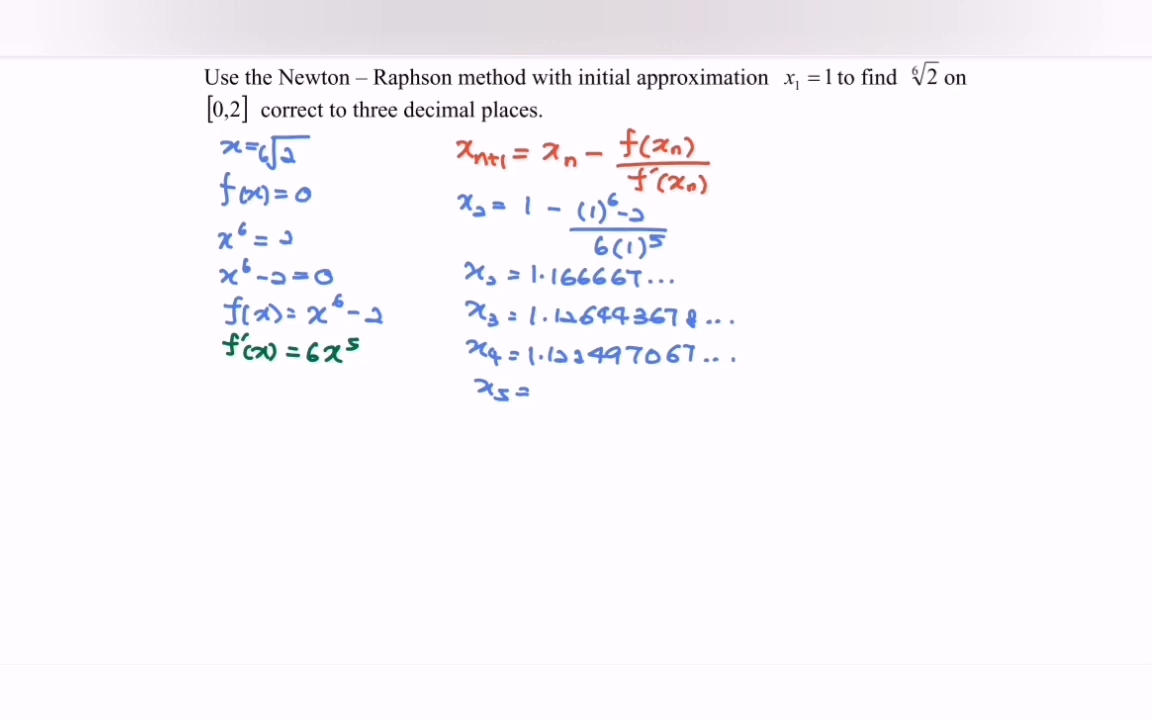 Use the Newton – Raphson method with initial approximation x₁ = 1 to find ⁶√2 on
[0,2] correct to three decimal places.
x = ⁶√2
f(x) = 0
x⁶ = 2
x⁶ - 2 = 0
f(x) = x⁶ - 2
f'(x) = 6x⁵
xₙ₊₁ = xₙ - f(xₙ) / f'(xₙ)
x₂ = 1 - (1)⁶-2 / 6(1)⁵
x₂ = 1.166667...
x₃ = 1.126443678...
x₄ = 1.122497067...
x₅ =